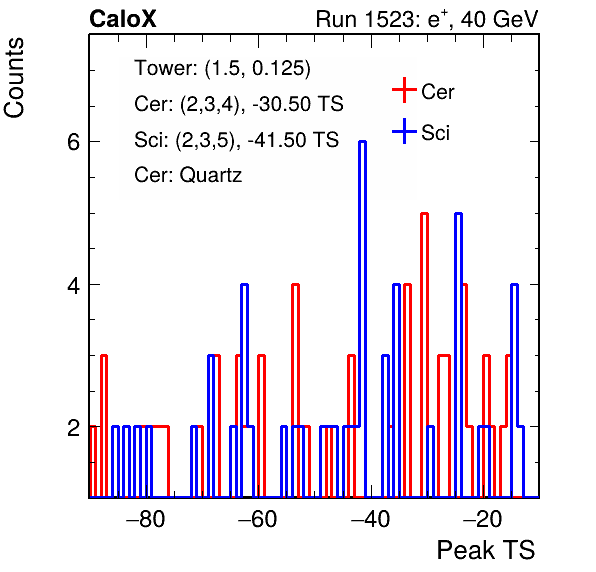 CaloX Run 1523: e⁺, 40 GeV
Counts
Tower: (1.5, 0.125)
Cer: (2,3,4), -30.50 TS
Sci: (2,3,5), -41.50 TS
Cer: Quartz
Cer
Sci
6
4
2
−80 −60 −40 −20
Peak TS